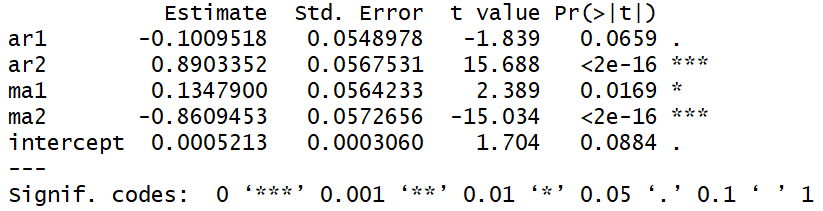 Estimate Std. Error t value Pr(>|t|)
ar1 -0.1009518 0.0548978 -1.839 0.0659 .
ar2 0.8903352 0.0567531 15.688 <2e-16 ***
ma1 0.1347900 0.0564233 2.389 0.0169 *
ma2 -0.8609453 0.0572656 -15.034 <2e-16 ***
intercept 0.0005213 0.0003060 1.704 0.0884 .
---
Signif. codes: 0 ‘***’ 0.001 ‘**’ 0.01 ‘*’ 0.05 ‘.’ 0.1 ‘ ’ 1